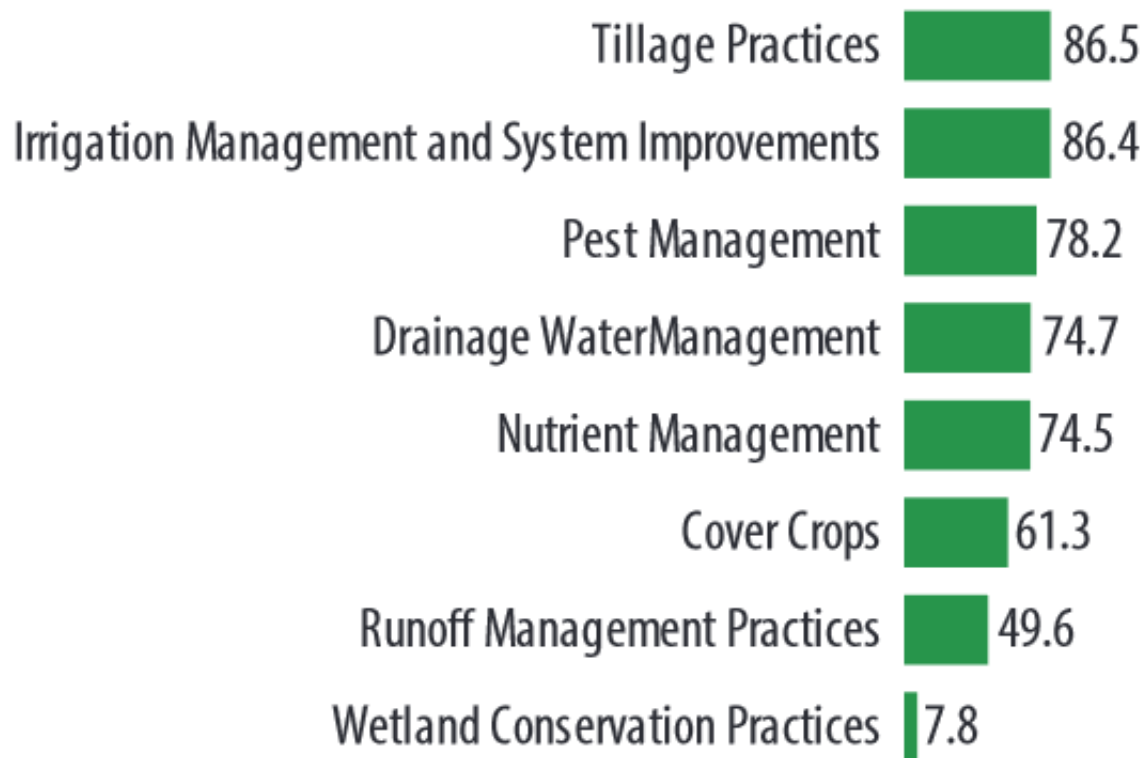 Tillage Practices 86.5
Irrigation Management and System Improvements 86.4
Pest Management 78.2
Drainage WaterManagement 74.7
Nutrient Management 74.5
Cover Crops 61.3
Runoff Management Practices 49.6
Wetland Conservation Practices 7.8